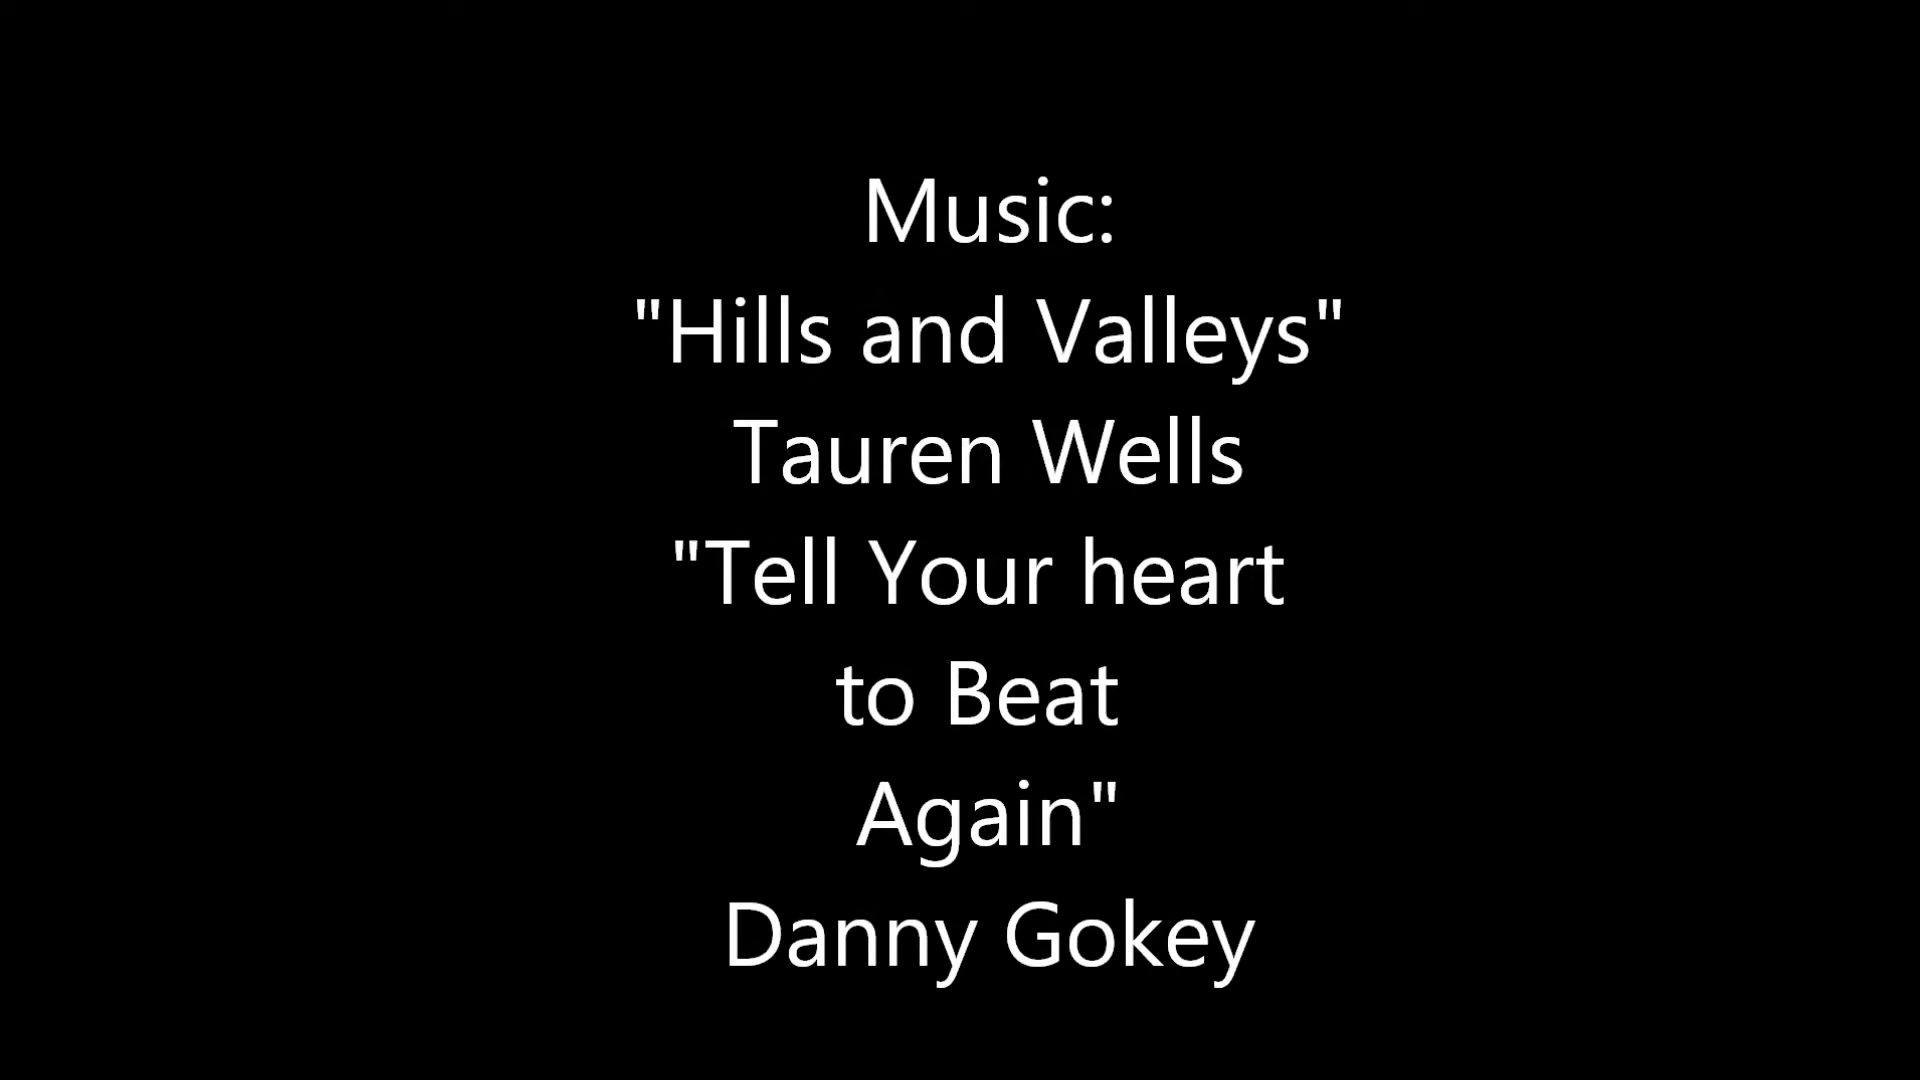 Music:
"Hills and Valleys"
Tauren Wells
"Tell Your heart
to Beat
Again"
Danny Gokey